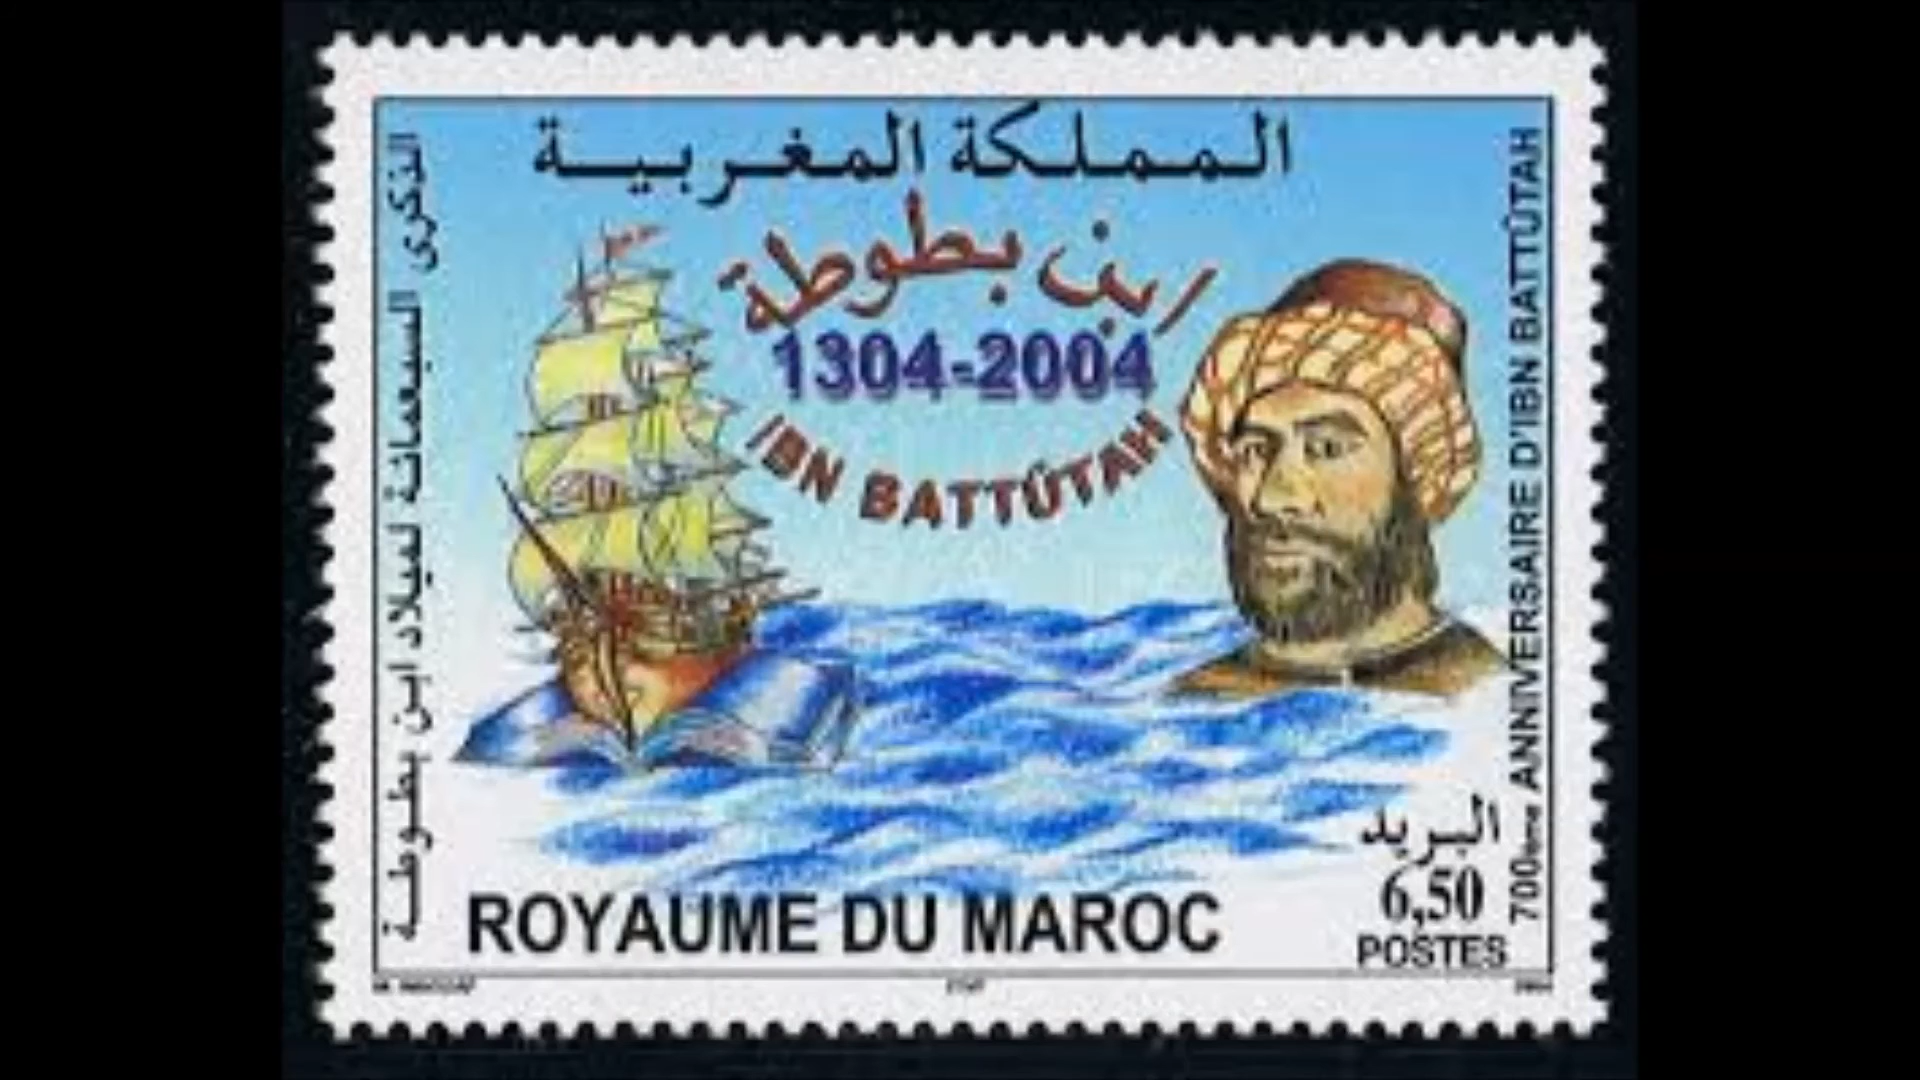 المملكة المغربية
ابن بطوطة
1304-2004
IBN BATTÛTAH
الذكرى السبعمائة لميلاد ابن بطوطة
700ème ANNIVERSAIRE D'IBN BATTÛTAH
البريد
6,50
POSTES
ROYAUME DU MAROC